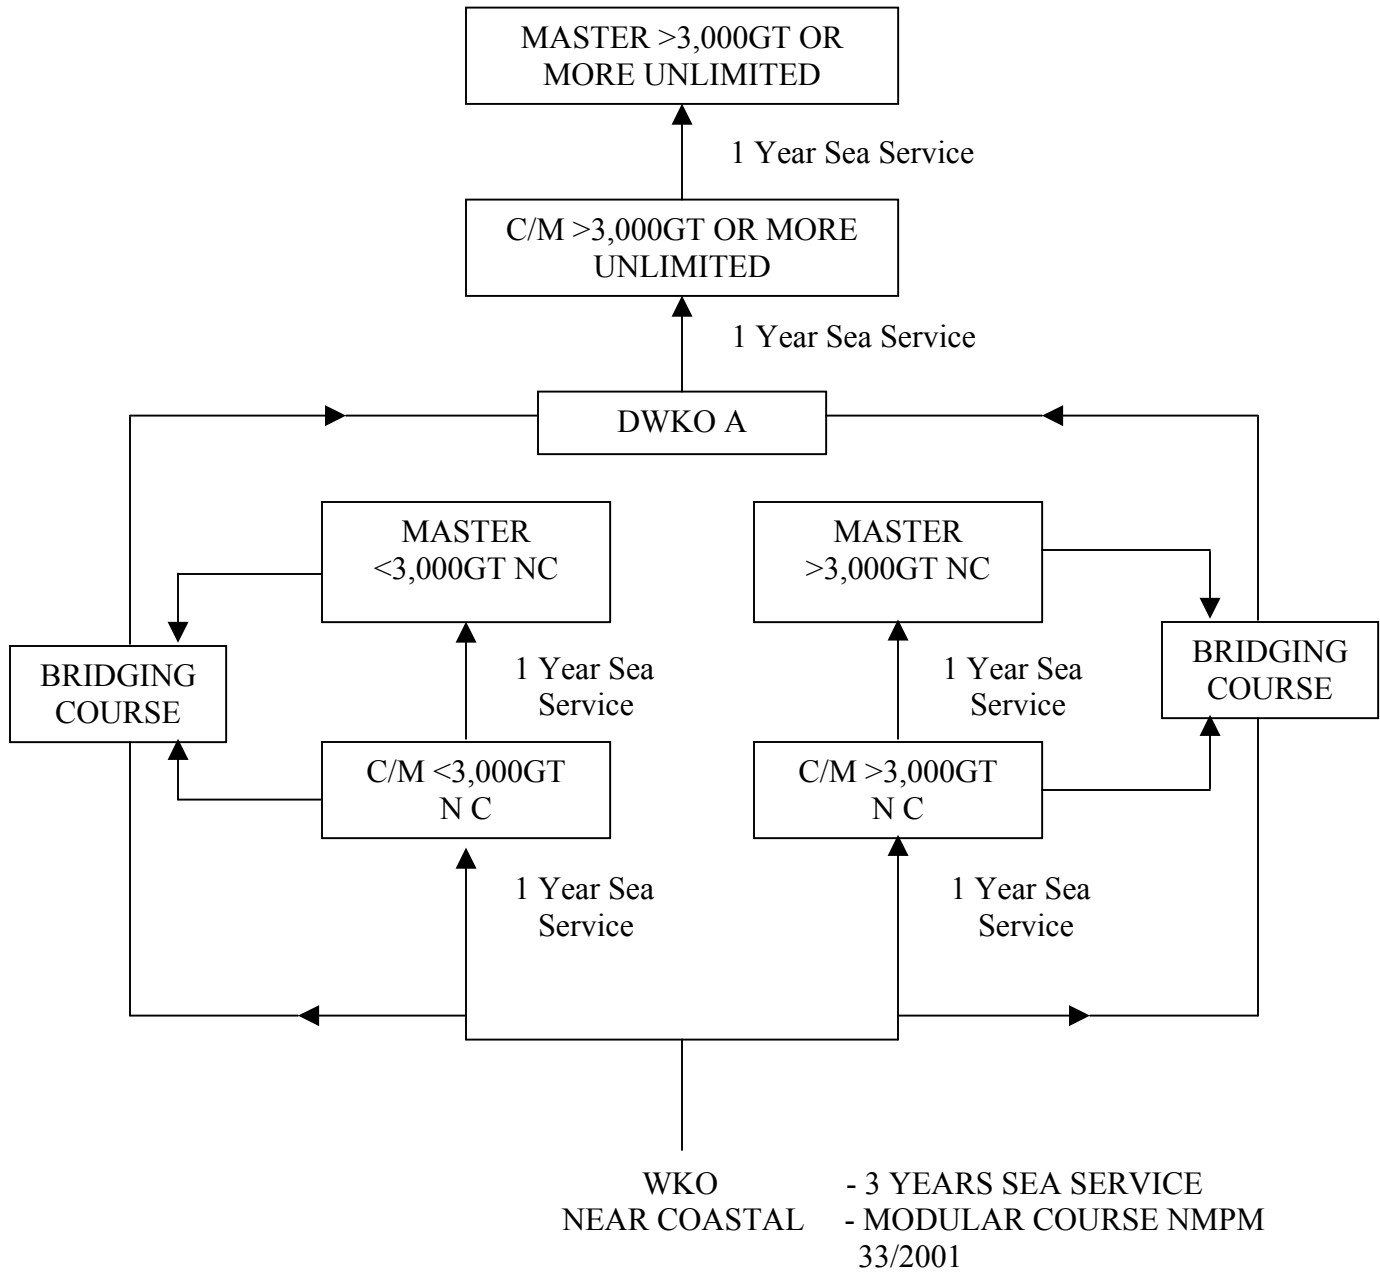 MASTER >3,000GT OR
MORE UNLIMITED
1 Year Sea Service
C/M >3,000GT OR MORE
UNLIMITED
1 Year Sea Service
DWKO A
MASTER
<3,000GT NC
MASTER
>3,000GT NC
BRIDGING
COURSE
1 Year Sea
Service
1 Year Sea
Service
BRIDGING
COURSE
C/M <3,000GT
N C
C/M >3,000GT
N C
1 Year Sea
Service
1 Year Sea
Service
WKO - 3 YEARS SEA SERVICE
NEAR COASTAL - MODULAR COURSE NMPM
33/2001